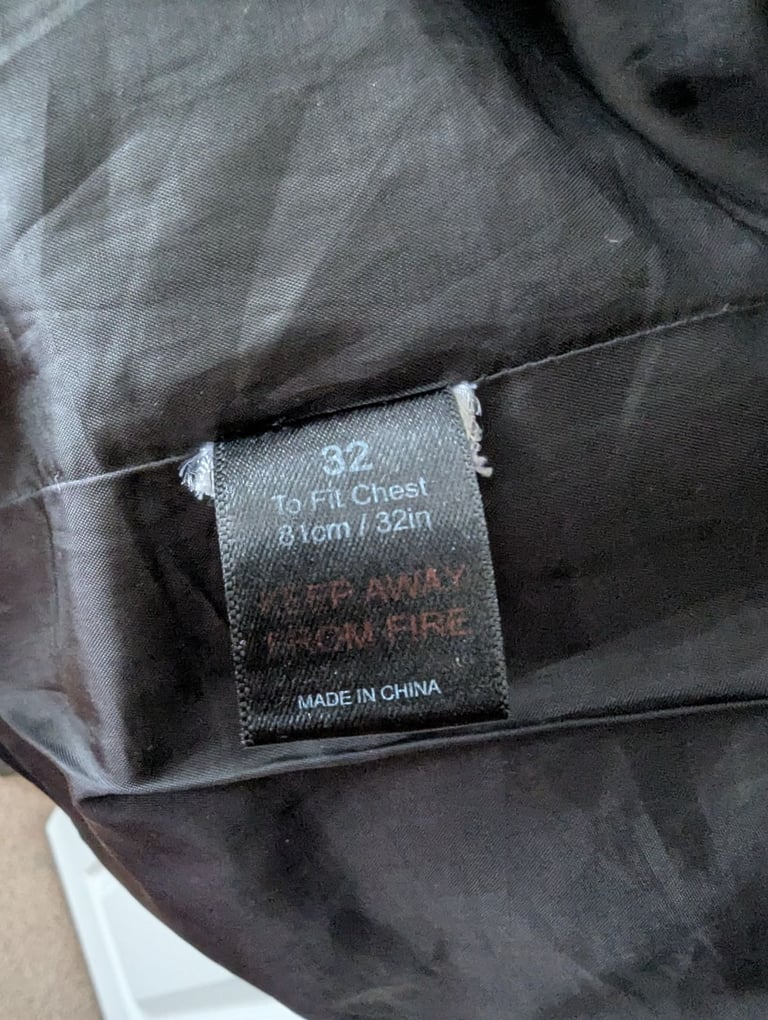 32
To Fit Chest
81cm / 32in
KEEP AWAY
FROM FIRE
MADE IN CHINA